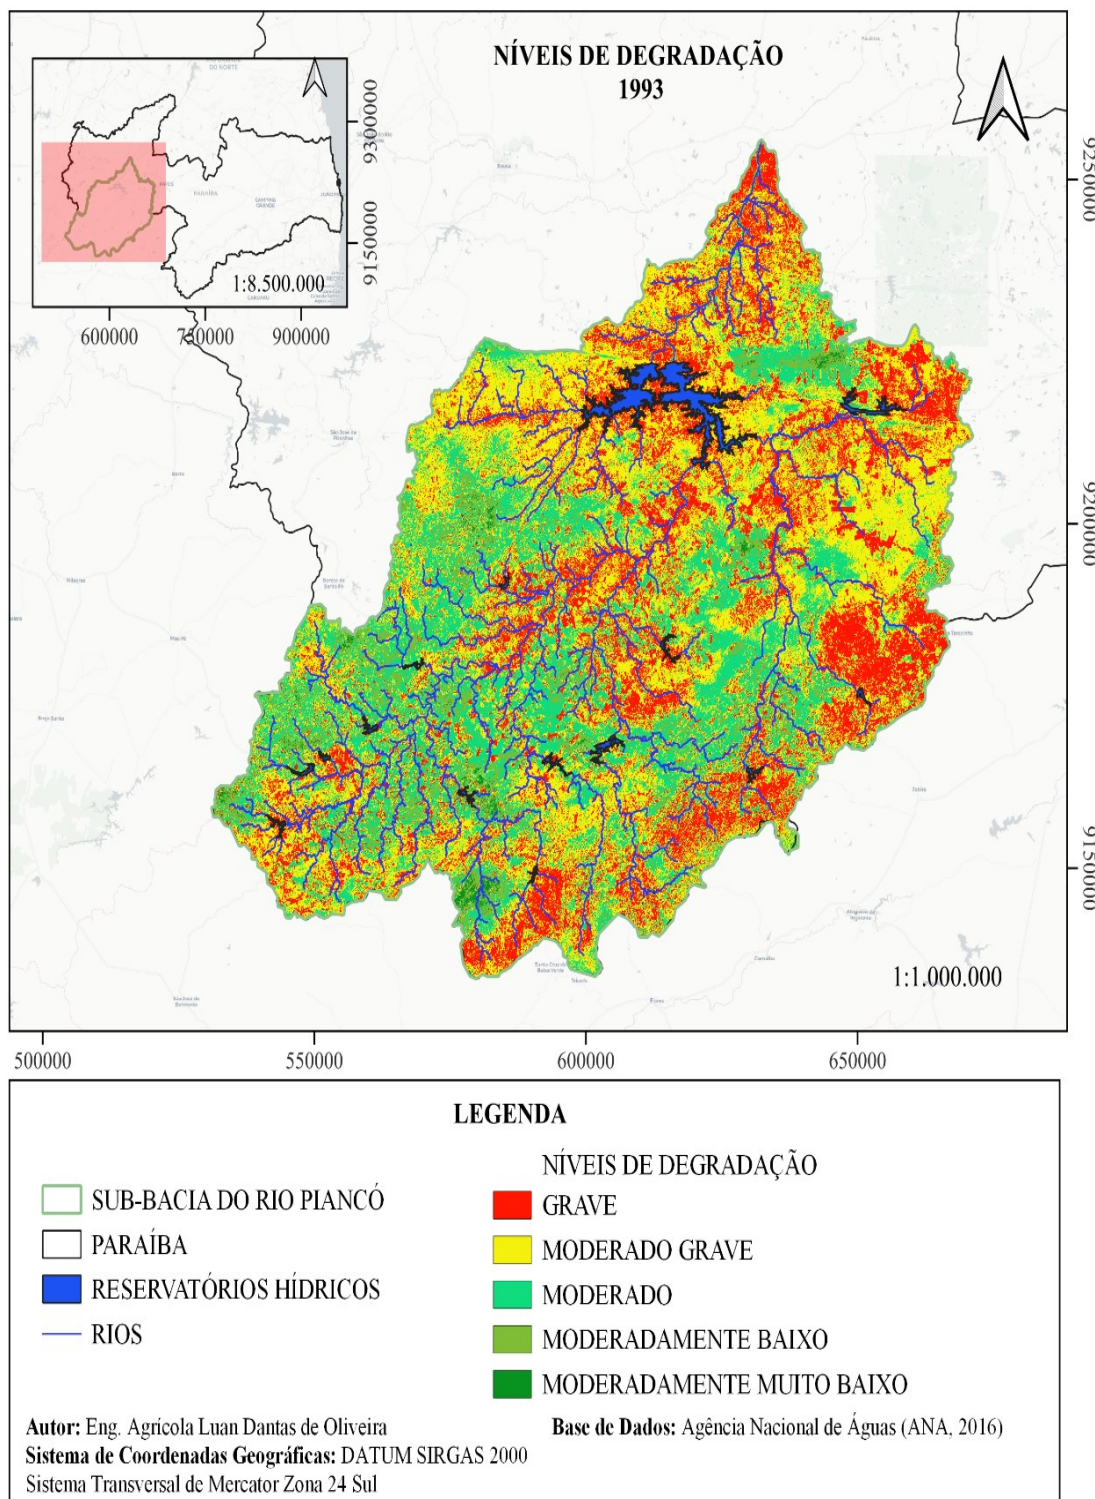 NÍVEIS DE DEGRADAÇÃO
1993
9300000
9150000
PARAÍBA
CAMPINA
GRANDE
1:8.500.000
600000
750000
900000
9250000
9200000
9150000
1:1.000.000
500000
550000
600000
650000
LEGENDA
NÍVEIS DE DEGRADAÇÃO
SUB-BACIA DO RIO PIANCÓ
GRAVE
PARAÍBA
MODERADO GRAVE
RESERVATÓRIOS HÍDRICOS
MODERADO
RIOS
MODERADAMENTE BAIXO
MODERADAMENTE MUITO BAIXO
Autor: Eng. Agrícola Luan Dantas de Oliveira
Base de Dados: Agência Nacional de Águas (ANA, 2016)
Sistema de Coordenadas Geográficas: DATUM SIRGAS 2000
Sistema Transversal de Mercator Zona 24 Sul